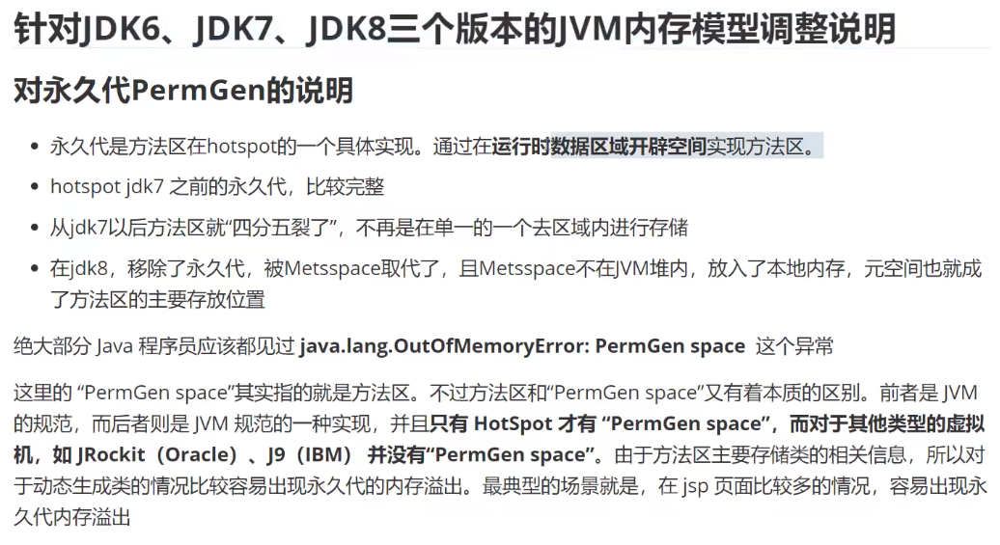 针对JDK6、JDK7、JDK8三个版本的JVM内存模型调整说明
对永久代PermGen的说明
• 永久代是方法区在hotspot的一个具体实现。通过在运行时数据区域开辟空间实现方法区。
• hotspot jdk7 之前的永久代，比较完整
• 从jdk7以后方法区就“四分五裂了”，不再是在单一的一个去区域内进行存储
• 在jdk8，移除了永久代，被Metsspace取代了，且Metsspace不在JVM堆内，放入了本地内存，元空间也就成
了方法区的主要存放位置
绝大部分 Java 程序员应该都见过 java.lang.OutOfMemoryError: PermGen space 这个异常
这里的 “PermGen space”其实指的就是方法区。不过方法区和“PermGen space”又有着本质的区别。前者是 JVM
的规范，而后者则是 JVM 规范的一种实现，并且只有 HotSpot 才有 “PermGen space”，而对于其他类型的虚拟
机，如 JRockit（Oracle）、J9（IBM） 并没有“PermGen space”。由于方法区主要存储类的相关信息，所以对
于动态生成类的情况比较容易出现永久代的内存溢出。最典型的场景就是，在 jsp 页面比较多的情况，容易出现永
久代内存溢出